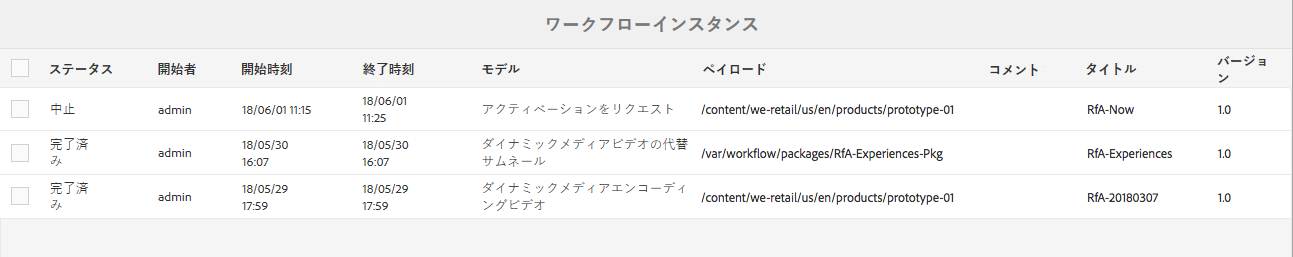 ワークフローインスタンス
ステータス 開始者 開始時刻 終了時刻 モデル ペイロード コメント タイトル バージョ
ン
中止 admin 18/06/01 11:15 18/06/01
11:25 アクティベーションをリクエスト /content/we-retail/us/en/products/prototype-01 RfA-Now 1.0
完了済 admin 18/05/30 18/05/30 ダイナミックメディアビデオの代替 /var/workflow/packages/RfA-Experiences-Pkg RfA-Experiences 1.0
み 16:07 16:07 サムネール
完了済 admin 18/05/29 18/05/29 ダイナミックメディアエンコーディ /content/we-retail/us/en/products/prototype-01 RfA-20180307 1.0
み 17:59 17:59 ングビデオ